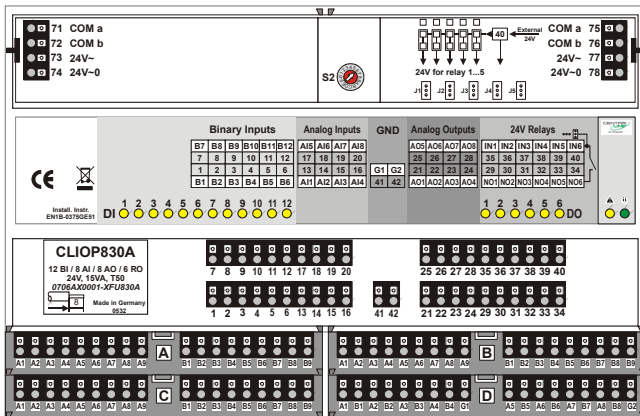 71 COM a
72 COM b
73 24V~
74 24V~0
S2
40
External
24V
24V for relay 1...5
J1 J2 J3 J4 J5
COM a 75
COM b 76
24V~ 77
24V~0 78
Binary Inputs Analog Inputs GND Analog Outputs 24V Relays
B7 B8 B9 B10 B11 B12 AI5 AI6 AI7 AI8 AO5 AO6 AO7 AO8 IN1 IN2 IN3 IN4 IN5 IN6
7 8 9 10 11 12 17 18 19 20 25 26 27 28 35 36 37 38 39 40
1 2 3 4 5 6 13 14 15 16 G1 G2 21 22 23 24 29 30 31 32 33 34
B1 B2 B3 B4 B5 B6 AI1 AI2 AI3 AI4 41 42 AO1 AO2 AO3 AO4 NO1 NO2 NO3 NO4 NO5 NO6
CE
Install. Instr.
EN1B-0375GE51
1 2 3 4 5 6 7 8 9 10 11 12
DI
1 2 3 4 5 6
DO
CLIOP830A
12 BI / 8 AI / 8 AO / 6 RO
24V, 15VA, T50
0706AX0001-XFU830A
8
Made in Germany
0532
7 8 9 10 11 12 17 18 19 20 25 26 27 28 35 36 37 38 39 40
1 2 3 4 5 6 13 14 15 16 41 42 21 22 23 24 29 30 31 32 33 34
A
A1 A2 A3 A4 A5 A6 A7 A8 A9 B1 B2 B3 B4 B5 B6 B7 B8 B9
B
A1 A2 A3 A4 A5 A6 A7 A8 A9 B1 B2 B3 B4 B5 B6 B7 B8 B9
C
A1 A2 A3 A4 A5 A6 A7 A8 A9 B1 B2 B3 B4 B5 B6 B7 B8 B9
D
A1 B1 A2 B2 A3 B3 A4 B4 G1 A5 B5 A6 B6 A7 B7 A8 B8 G2